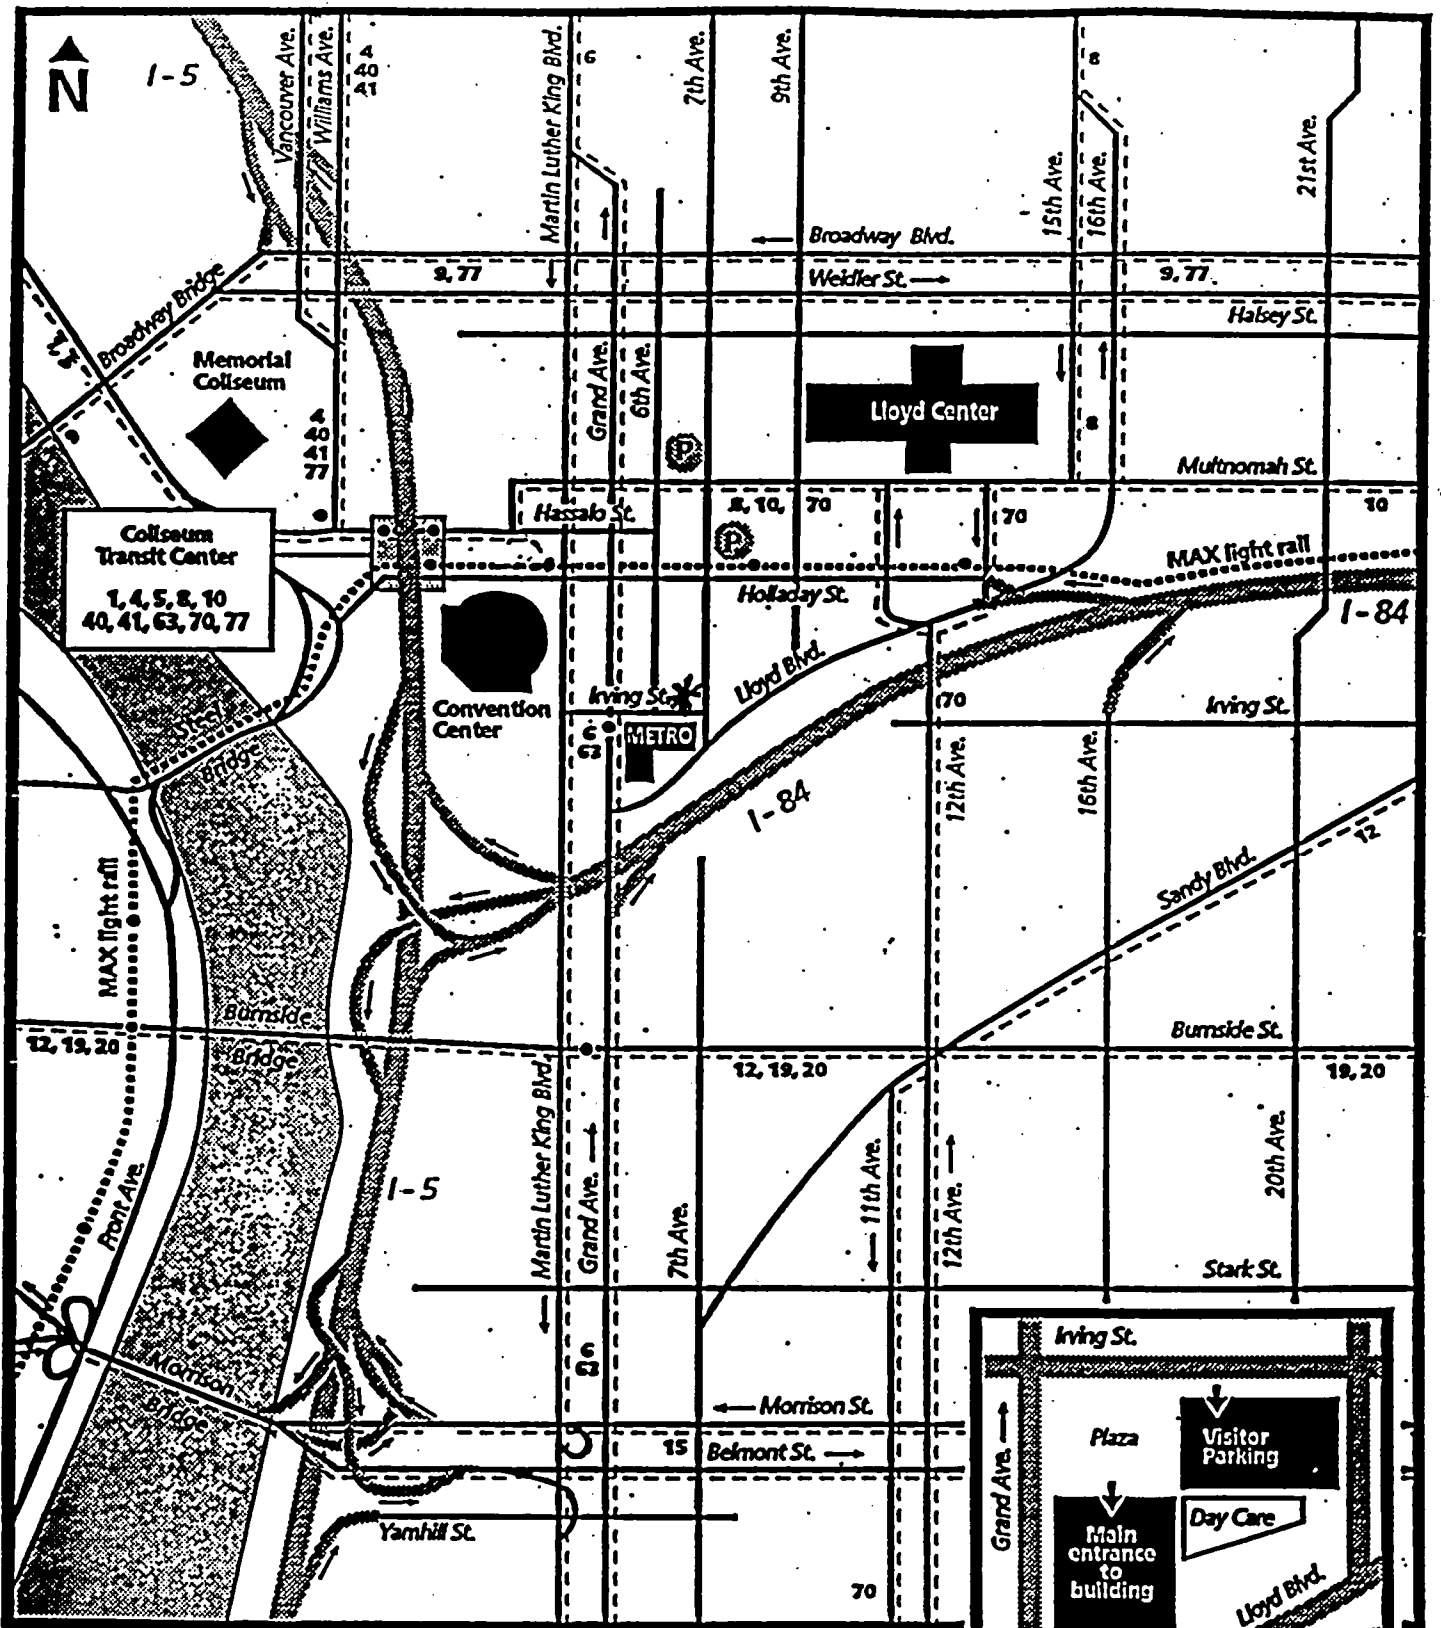 N
I-5
Vancouver Ave.
Williams Ave.
4
40
41
Martin Luther King Blvd.
6
7th Ave.
9th Ave.
8
15th Ave.
16th Ave.
21st Ave.
Broadway Blvd.
9, 77
Weidler St.
9, 77
Halsey St.
Broadway Bridge
Memorial
Coliseum
4
40
41
77
Grand Ave.
6th Ave.
P
Lloyd Center
8
Multnomah St.
Hassalo St.
8, 10, 70
70
10
Coliseum
Transit Center
1, 4, 5, 8, 10
40, 41, 63, 70, 77
P
MAX light rail
Holladay St.
I-84
Convention
Center
Irving St.
6
63
METRO
Lloyd Blvd.
70
Irving St.
Steel
Bridge
12th Ave.
16th Ave.
I-84
12
Sandy Blvd.
MAX light rail
Burnside
Bridge
12, 19, 20
Burnside St.
12, 19, 20
19, 20
Martin Luther King Blvd.
Grand Ave.
7th Ave.
11th Ave.
12th Ave.
20th Ave.
I-5
Front Ave.
Stark St.
6
63
Morrison
Bridge
Morrison St.
15
Belmont St.
Yamhill St.
70
Irving St.
Grand Ave.
Plaza
Visitor
Parking
Day Care
Main
entrance
to
building
Lloyd Blvd.